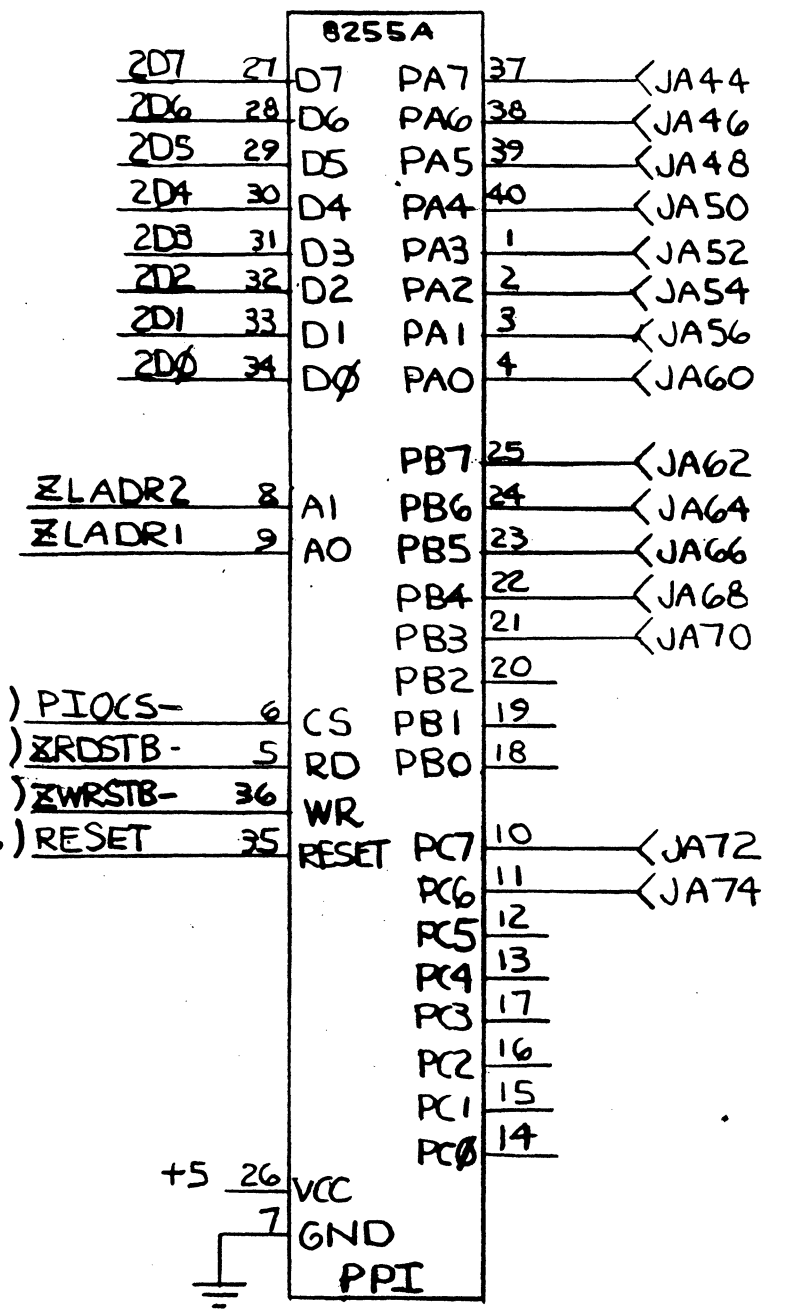 8255A
2D7 27 D7 PA7 37 JA44
2D6 28 D6 PA6 38 JA46
2D5 29 D5 PA5 39 JA48
2D4 30 D4 PA4 40 JA50
2D3 31 D3 PA3 1 JA52
2D2 32 D2 PA2 2 JA54
2D1 33 D1 PA1 3 JA56
2DØ 34 DØ PA0 4 JA60
PB7 25 JA62
ZLADR2 8 A1 PB6 24 JA64
ZLADR1 9 A0 PB5 23 JA66
PB4 22 JA68
PB3 21 JA70
PB2 20
) PIOCS- 6 CS PB1 19
) ZRDSTB- 5 RD PB0 18
) ZWRSTB- 36 WR
) RESET 35 RESET PC7 10 JA72
PC6 11 JA74
PC5 12
PC4 13
PC3 17
PC2 16
PC1 15
PCØ 14
+5 26 VCC
7 GND
PPI